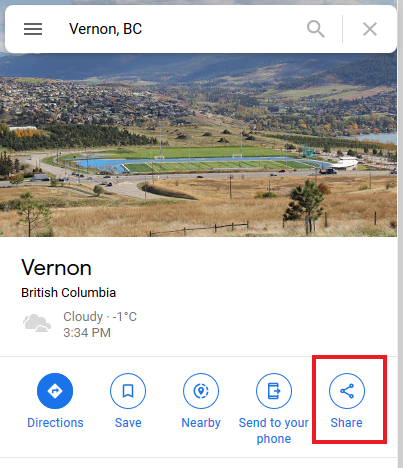 Vernon, BC
Vernon
British Columbia
Cloudy · -1°C
3:34 PM
Directions
Save
Nearby
Send to your
phone
Share